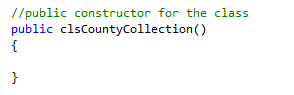 //public constructor for the class
public clsCountyCollection()
{
}